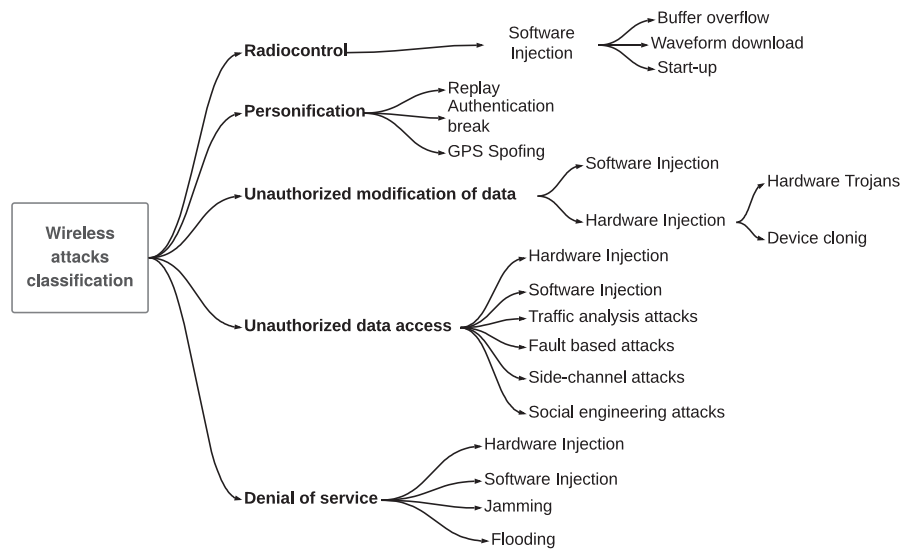 Wireless
attacks
classification
Radiocontrol
Software
Injection
Buffer overflow
Waveform download
Start-up
Personification
Replay
Authentication
break
GPS Spofing
Unauthorized modification of data
Software Injection
Hardware Injection
Hardware Trojans
Device clonig
Unauthorized data access
Hardware Injection
Software Injection
Traffic analysis attacks
Fault based attacks
Side-channel attacks
Social engineering attacks
Denial of service
Hardware Injection
Software Injection
Jamming
Flooding